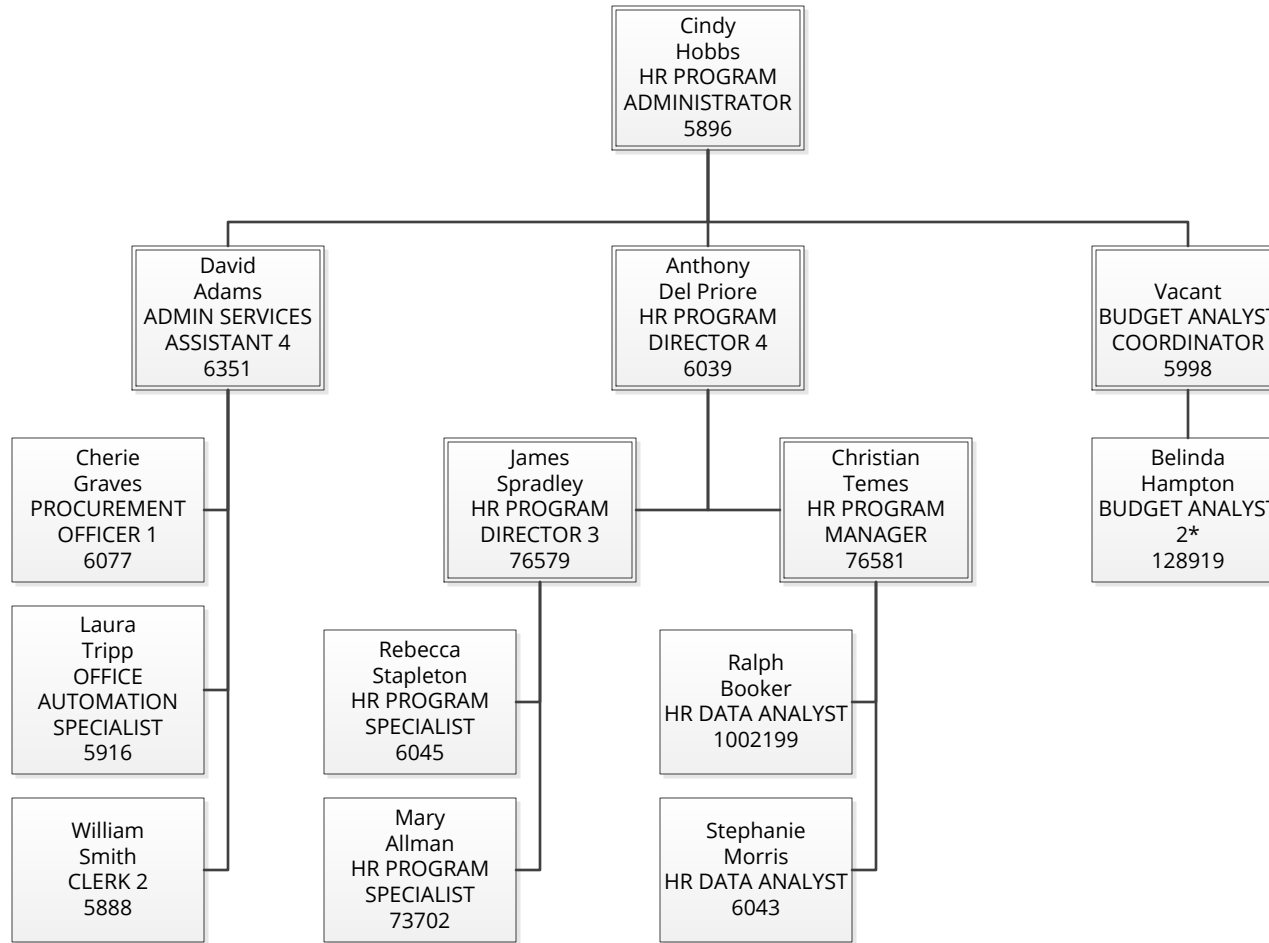 Cindy
Hobbs
HR PROGRAM
ADMINISTRATOR
5896
David
Adams
ADMIN SERVICES
ASSISTANT 4
6351
Anthony
Del Priore
HR PROGRAM
DIRECTOR 4
6039
Vacant
BUDGET ANALYST
COORDINATOR
5998
Cherie
Graves
PROCUREMENT
OFFICER 1
6077
James
Spradley
HR PROGRAM
DIRECTOR 3
76579
Christian
Temes
HR PROGRAM
MANAGER
76581
Belinda
Hampton
BUDGET ANALYST
2*
128919
Laura
Tripp
OFFICE
AUTOMATION
SPECIALIST
5916
Rebecca
Stapleton
HR PROGRAM
SPECIALIST
6045
Ralph
Booker
HR DATA ANALYST
1002199
William
Smith
CLERK 2
5888
Mary
Allman
HR PROGRAM
SPECIALIST
73702
Stephanie
Morris
HR DATA ANALYST
6043